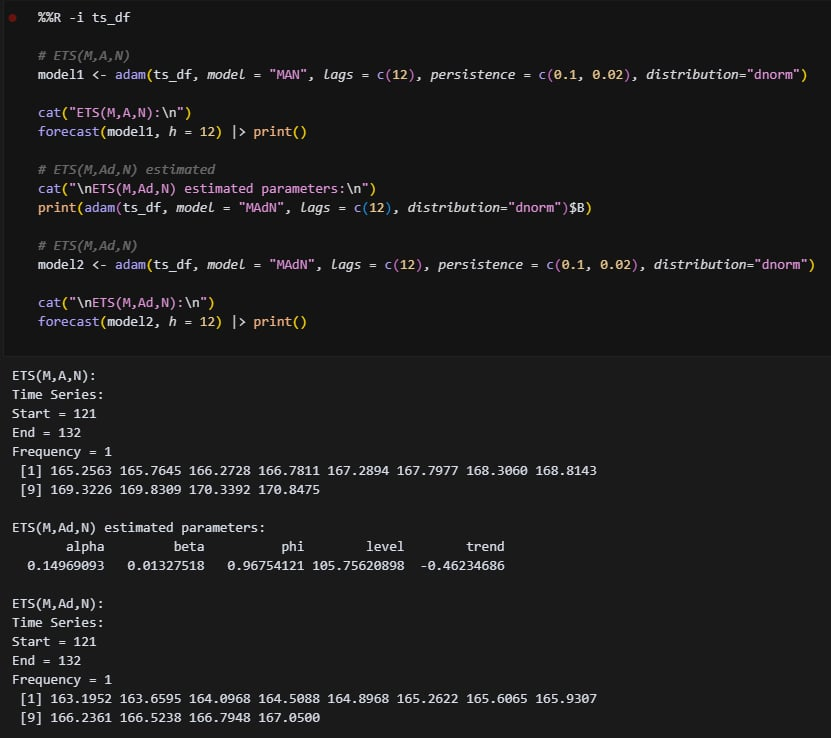 %%R -i ts_df
# ETS(M,A,N)
model1 <- adam(ts_df, model = "MAN", lags = c(12), persistence = c(0.1, 0.02), distribution="dnorm")
cat("ETS(M,A,N):\n")
forecast(model1, h = 12) |> print()
# ETS(M,Ad,N) estimated
cat("\nETS(M,Ad,N) estimated parameters:\n")
print(adam(ts_df, model = "MAdN", lags = c(12), distribution="dnorm")$B)
# ETS(M,Ad,N)
model2 <- adam(ts_df, model = "MAdN", lags = c(12), persistence = c(0.1, 0.02), distribution="dnorm")
cat("\nETS(M,Ad,N):\n")
forecast(model2, h = 12) |> print()
ETS(M,A,N):
Time Series:
Start = 121
End = 132
Frequency = 1
 [1] 165.2563 165.7645 166.2728 166.7811 167.2894 167.7977 168.3060 168.8143
 [9] 169.3226 169.8309 170.3392 170.8475
ETS(M,Ad,N) estimated parameters:
       alpha         beta          phi        level        trend
  0.14969093   0.01327518   0.96754121 105.75620898  -0.46234686
ETS(M,Ad,N):
Time Series:
Start = 121
End = 132
Frequency = 1
 [1] 163.1952 163.6595 164.0968 164.5088 164.8968 165.2622 165.6065 165.9307
 [9] 166.2361 166.5238 166.7948 167.0500